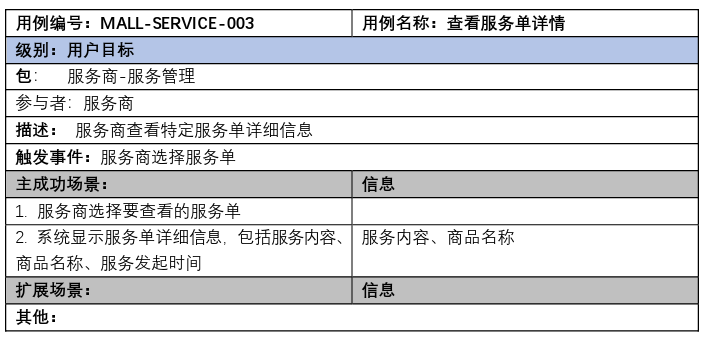 用例编号：MALL-SERVICE-003 用例名称：查看服务单详情
级别：用户目标
包： 服务商-服务管理
参与者：服务商
描述： 服务商查看特定服务单详细信息
触发事件：服务商选择服务单
主成功场景： 信息
1. 服务商选择要查看的服务单
2. 系统显示服务单详细信息，包括服务内容、 服务内容、商品名称
商品名称、服务发起时间
扩展场景： 信息
其他：